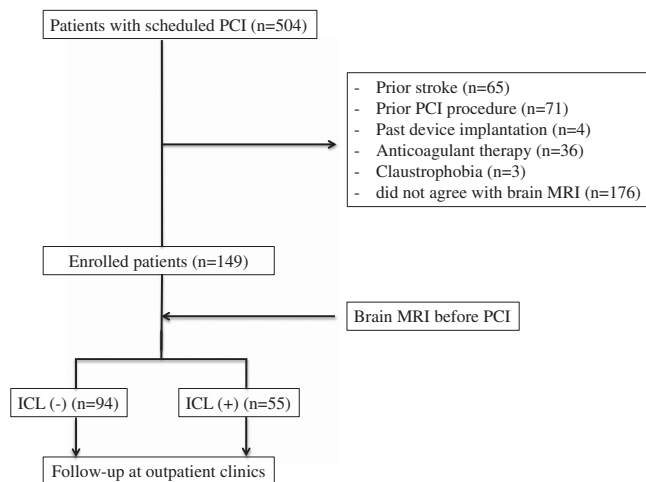 Patients with scheduled PCI (n=504)
- Prior stroke (n=65)
- Prior PCI procedure (n=71)
- Past device implantation (n=4)
- Anticoagulant therapy (n=36)
- Claustrophobia (n=3)
- did not agree with brain MRI (n=176)
Enrolled patients (n=149)
Brain MRI before PCI
ICL (-) (n=94)
ICL (+) (n=55)
Follow-up at outpatient clinics